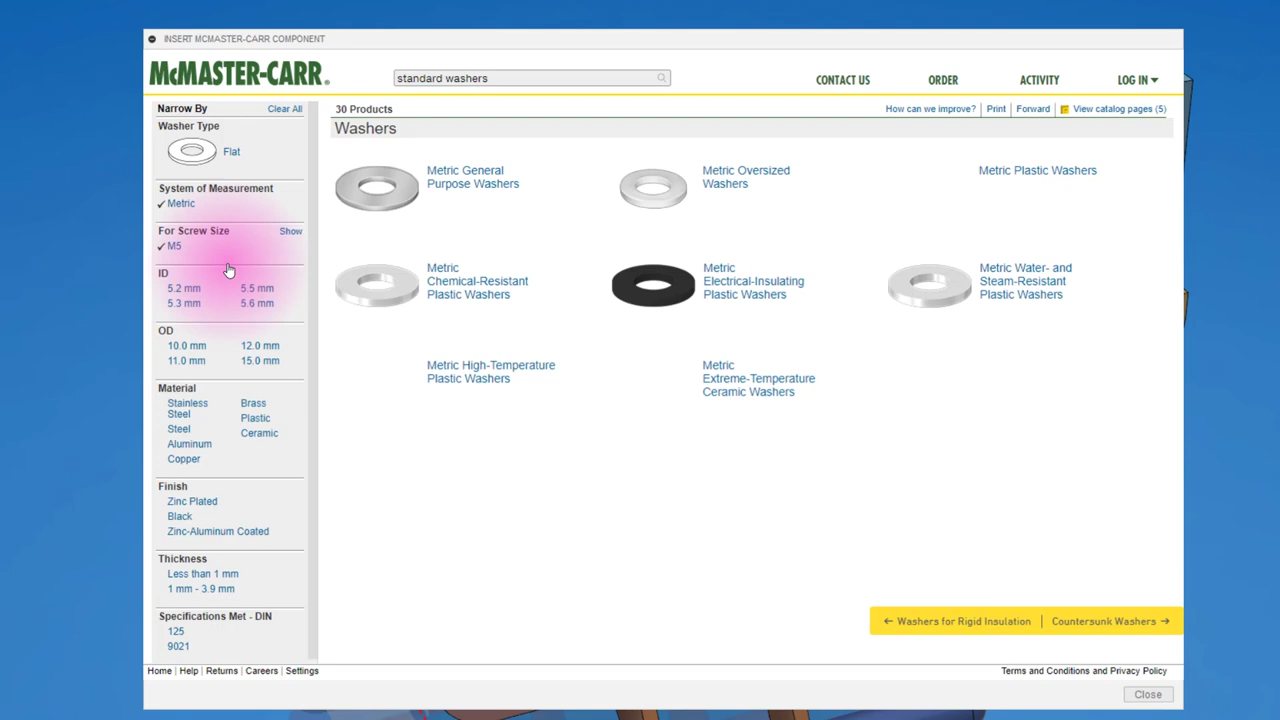 INSERT MCMASTER-CARR COMPONENT
McMASTER-CARR®
standard washers
CONTACT US
ORDER
ACTIVITY
LOG IN
Narrow By
Clear All
Washer Type
Flat
System of Measurement
Metric
For Screw Size
Show
M5
ID
5.2 mm 5.5 mm
5.3 mm 5.6 mm
OD
10.0 mm 12.0 mm
11.0 mm 15.0 mm
Material
Stainless
Steel
Steel
Aluminum
Copper
Brass
Plastic
Ceramic
Finish
Zinc Plated
Black
Zinc-Aluminum Coated
Thickness
Less than 1 mm
1 mm - 3.9 mm
Specifications Met - DIN
125
9021
30 Products
How can we improve? | Print | Forward | View catalog pages (5)
Washers
Metric General
Purpose Washers
Metric Oversized
Washers
Metric Plastic Washers
Metric
Chemical-Resistant
Plastic Washers
Metric
Electrical-Insulating
Plastic Washers
Metric Water- and
Steam-Resistant
Plastic Washers
Metric High-Temperature
Plastic Washers
Metric
Extreme-Temperature
Ceramic Washers
← Washers for Rigid Insulation | Countersunk Washers →
Home | Help | Returns | Careers | Settings
Terms and Conditions and Privacy Policy
Close